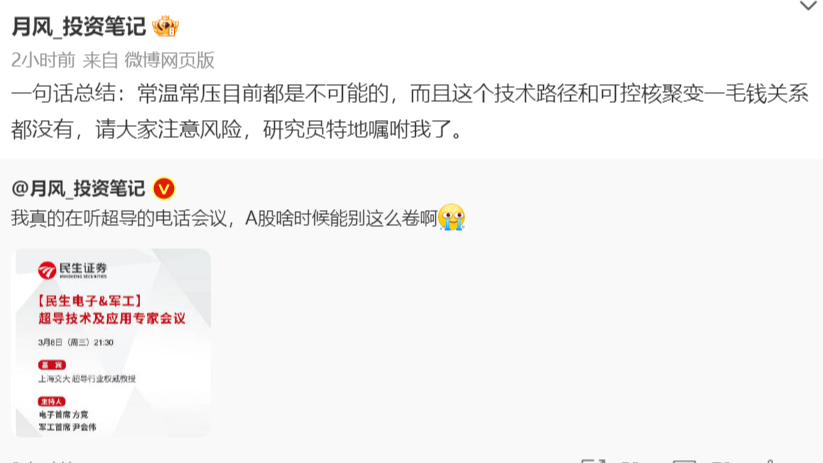 月风_投资笔记
2小时前 来自 微博网页版
一句话总结：常温常压目前都是不可能的，而且这个技术路径和可控核聚变一毛钱关系
都没有，请大家注意风险，研究员特地嘱咐我了。
@月风_投资笔记
我真的在听超导的电话会议，A股啥时候能别这么卷啊
民生证券
MINSHENG SECURITIES
【民生电子&军工】
超导技术及应用专家会议
3月8日（周三）21:30
嘉 宾
上海交大 超导行业权威教授
主持人
电子首席 方竞
军工首席 尹会伟